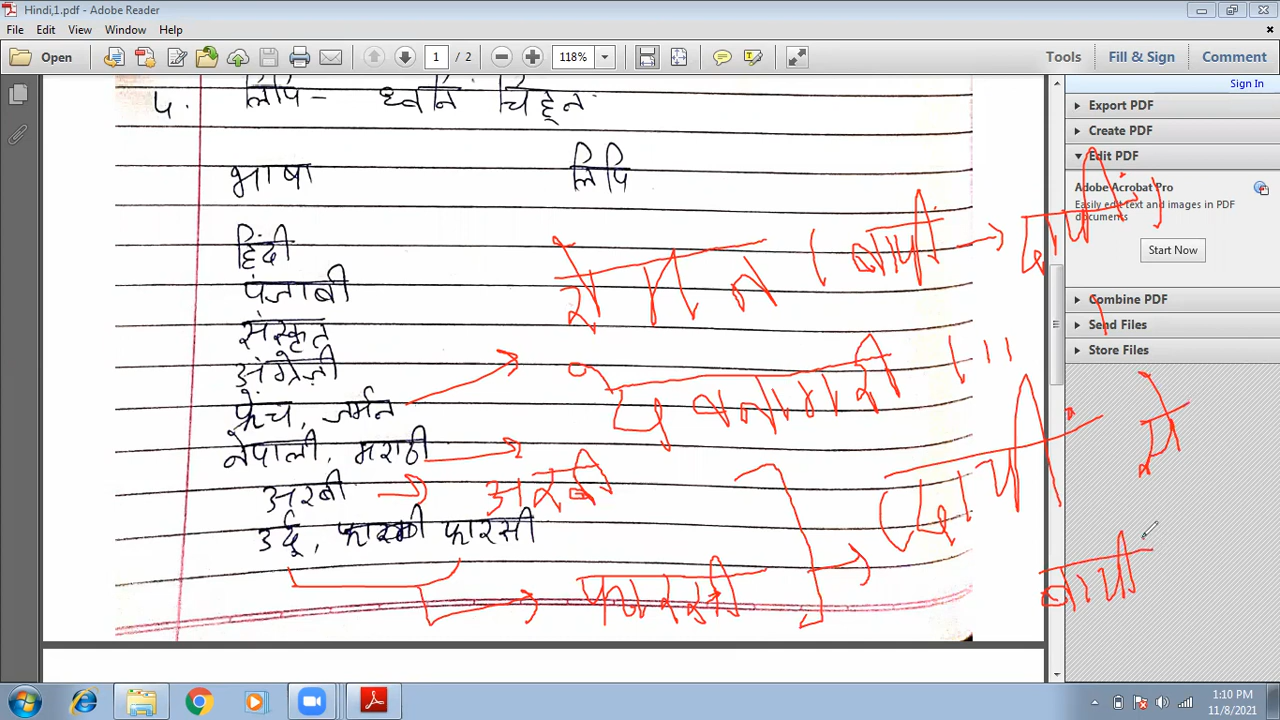 Hindi,1.pdf - Adobe Reader
File Edit View Window Help
Open 1 / 2 118% Tools Fill & Sign Comment
Sign In
Export PDF
Create PDF
Edit PDF
Adobe Acrobat Pro
Easily edit text and images in PDF documents
Start Now
Combine PDF
Send Files
Store Files
५. लिपि - ध्वनि चिह्न
भाषा लिपि
हिंदी
पंजाबी
संस्कृत
अंग्रेज़ी
फ्रेंच, जर्मन
नेपाली, मराठी
अरबी → अरबी
उर्दू, फारसी
रोमन । बायीं → दायीं
देवनागरी । "
दायीं से
बायीं
फारसी
1:10 PM
11/8/2021